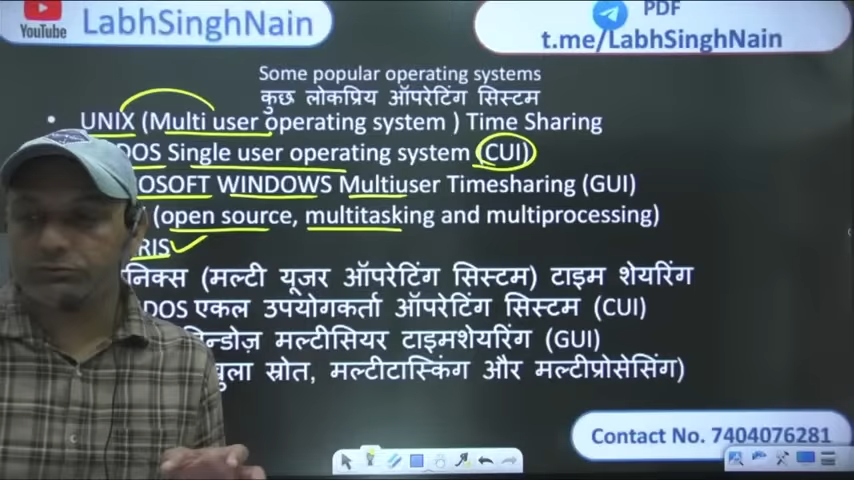 YouTube
LabhSinghNain
PDF
t.me/LabhSinghNain
Some popular operating systems
कुछ लोकप्रिय ऑपरेटिंग सिस्टम
• UNIX (Multi user operating system ) Time Sharing
DOS Single user operating system (CUI)
OSOFT WINDOWS Multiuser Timesharing (GUI)
(open source, multitasking and multiprocessing)
RIS
निक्स (मल्टी यूजर ऑपरेटिंग सिस्टम) टाइम शेयरिंग
DOS एकल उपयोगकर्ता ऑपरेटिंग सिस्टम (CUI)
न्डोज़ मल्टीसियर टाइमशेयरिंग (GUI)
खुला स्रोत, मल्टीटास्किंग और मल्टीप्रोसेसिंग)
Contact No. 7404076281